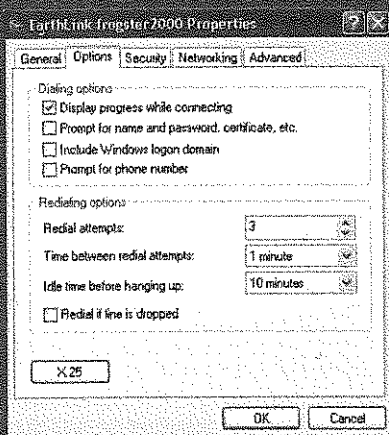 EarthLink frogster2000 Properties
General Options Security Networking Advanced
Dialing options
Display progress while connecting
Prompt for name and password, certificate, etc.
Include Windows logon domain
Prompt for phone number
Redialing options
Redial attempts: 3
Time between redial attempts: 1 minute
Idle time before hanging up: 10 minutes
Redial if line is dropped
X.25
OK Cancel